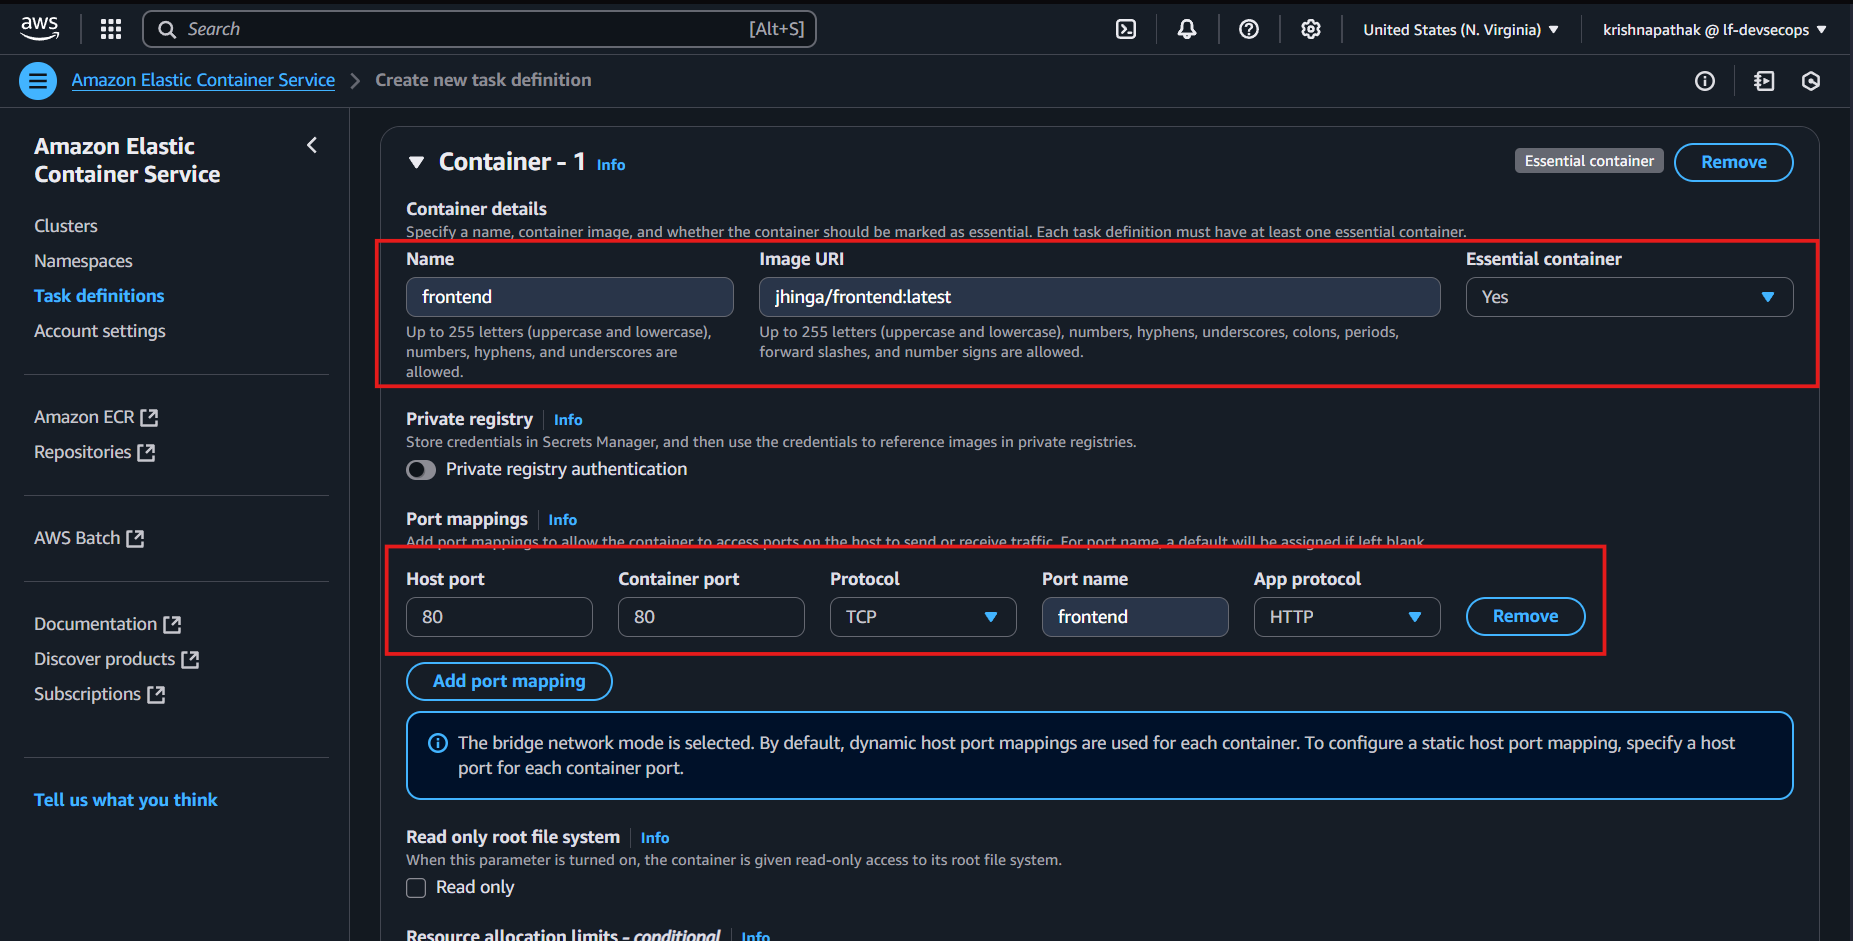 aws
Search
[Alt+S]
United States (N. Virginia)
krishnapathak @ lf-devsecops
Amazon Elastic Container Service
Create new task definition
Amazon Elastic
Container Service
Clusters
Namespaces
Task definitions
Account settings
Amazon ECR
Repositories
AWS Batch
Documentation
Discover products
Subscriptions
Tell us what you think
Container - 1 Info
Essential container
Remove
Container details
Specify a name, container image, and whether the container should be marked as essential. Each task definition must have at least one essential container.
Name
Image URI
Essential container
frontend
jhinga/frontend:latest
Yes
Up to 255 letters (uppercase and lowercase),
numbers, hyphens, and underscores are
allowed.
Up to 255 letters (uppercase and lowercase), numbers, hyphens, underscores, colons, periods,
forward slashes, and number signs are allowed.
Private registry Info
Store credentials in Secrets Manager, and then use the credentials to reference images in private registries.
Private registry authentication
Port mappings Info
Add port mappings to allow the container to access ports on the host to send or receive traffic. For port name, a default will be assigned if left blank.
Host port
Container port
Protocol
Port name
App protocol
80
80
TCP
frontend
HTTP
Remove
Add port mapping
The bridge network mode is selected. By default, dynamic host port mappings are used for each container. To configure a static host port mapping, specify a host
port for each container port.
Read only root file system Info
When this parameter is turned on, the container is given read-only access to its root file system.
Read only
Resource allocation limits - conditional Info